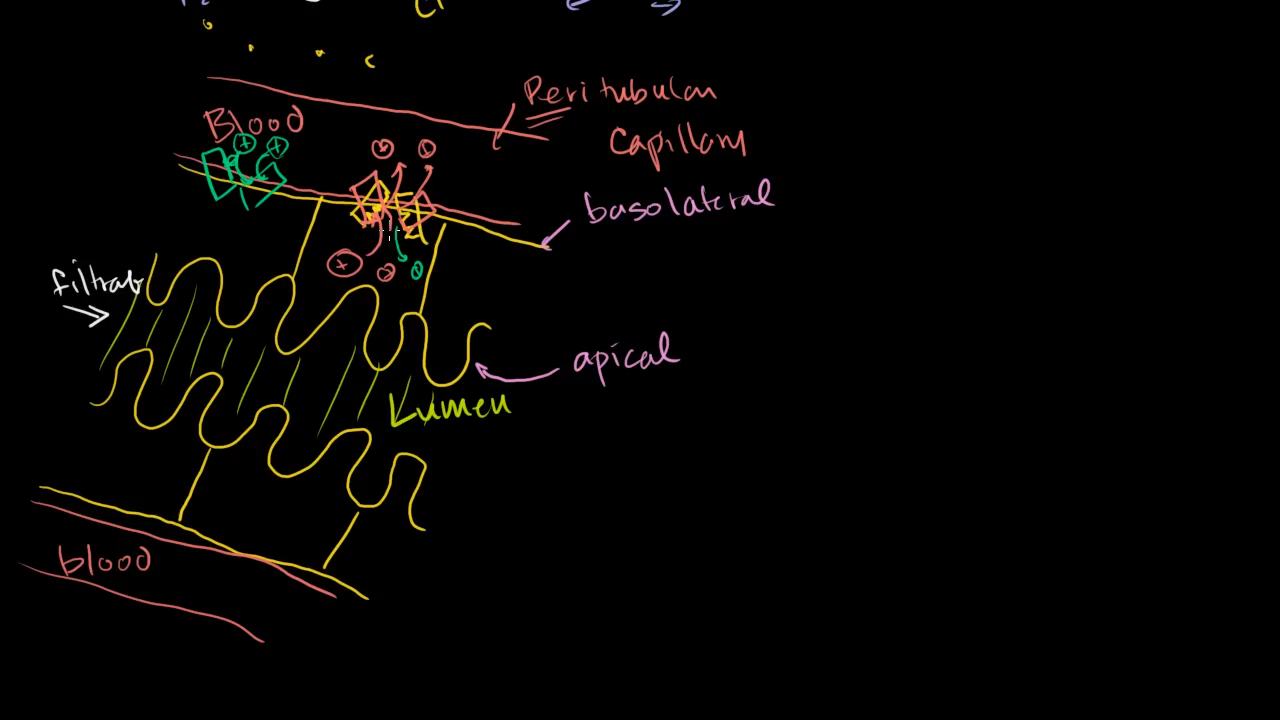 Peritubular
Blood
Capillary
basolateral
filtrate
apical
Lumen
blood